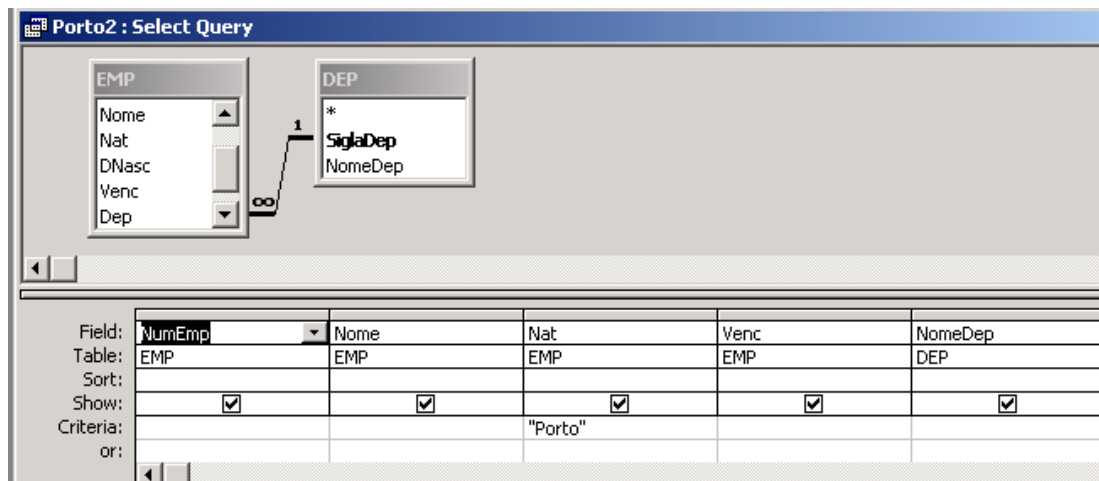 Porto2 : Select Query
EMP
Nome
Nat
DNasc
Venc
Dep
∞
1
DEP
*
SiglaDep
NomeDep
Field: NumEmp Nome Nat Venc NomeDep
Table: EMP EMP EMP EMP DEP
Sort:
Show:
Criteria: "Porto"
or: